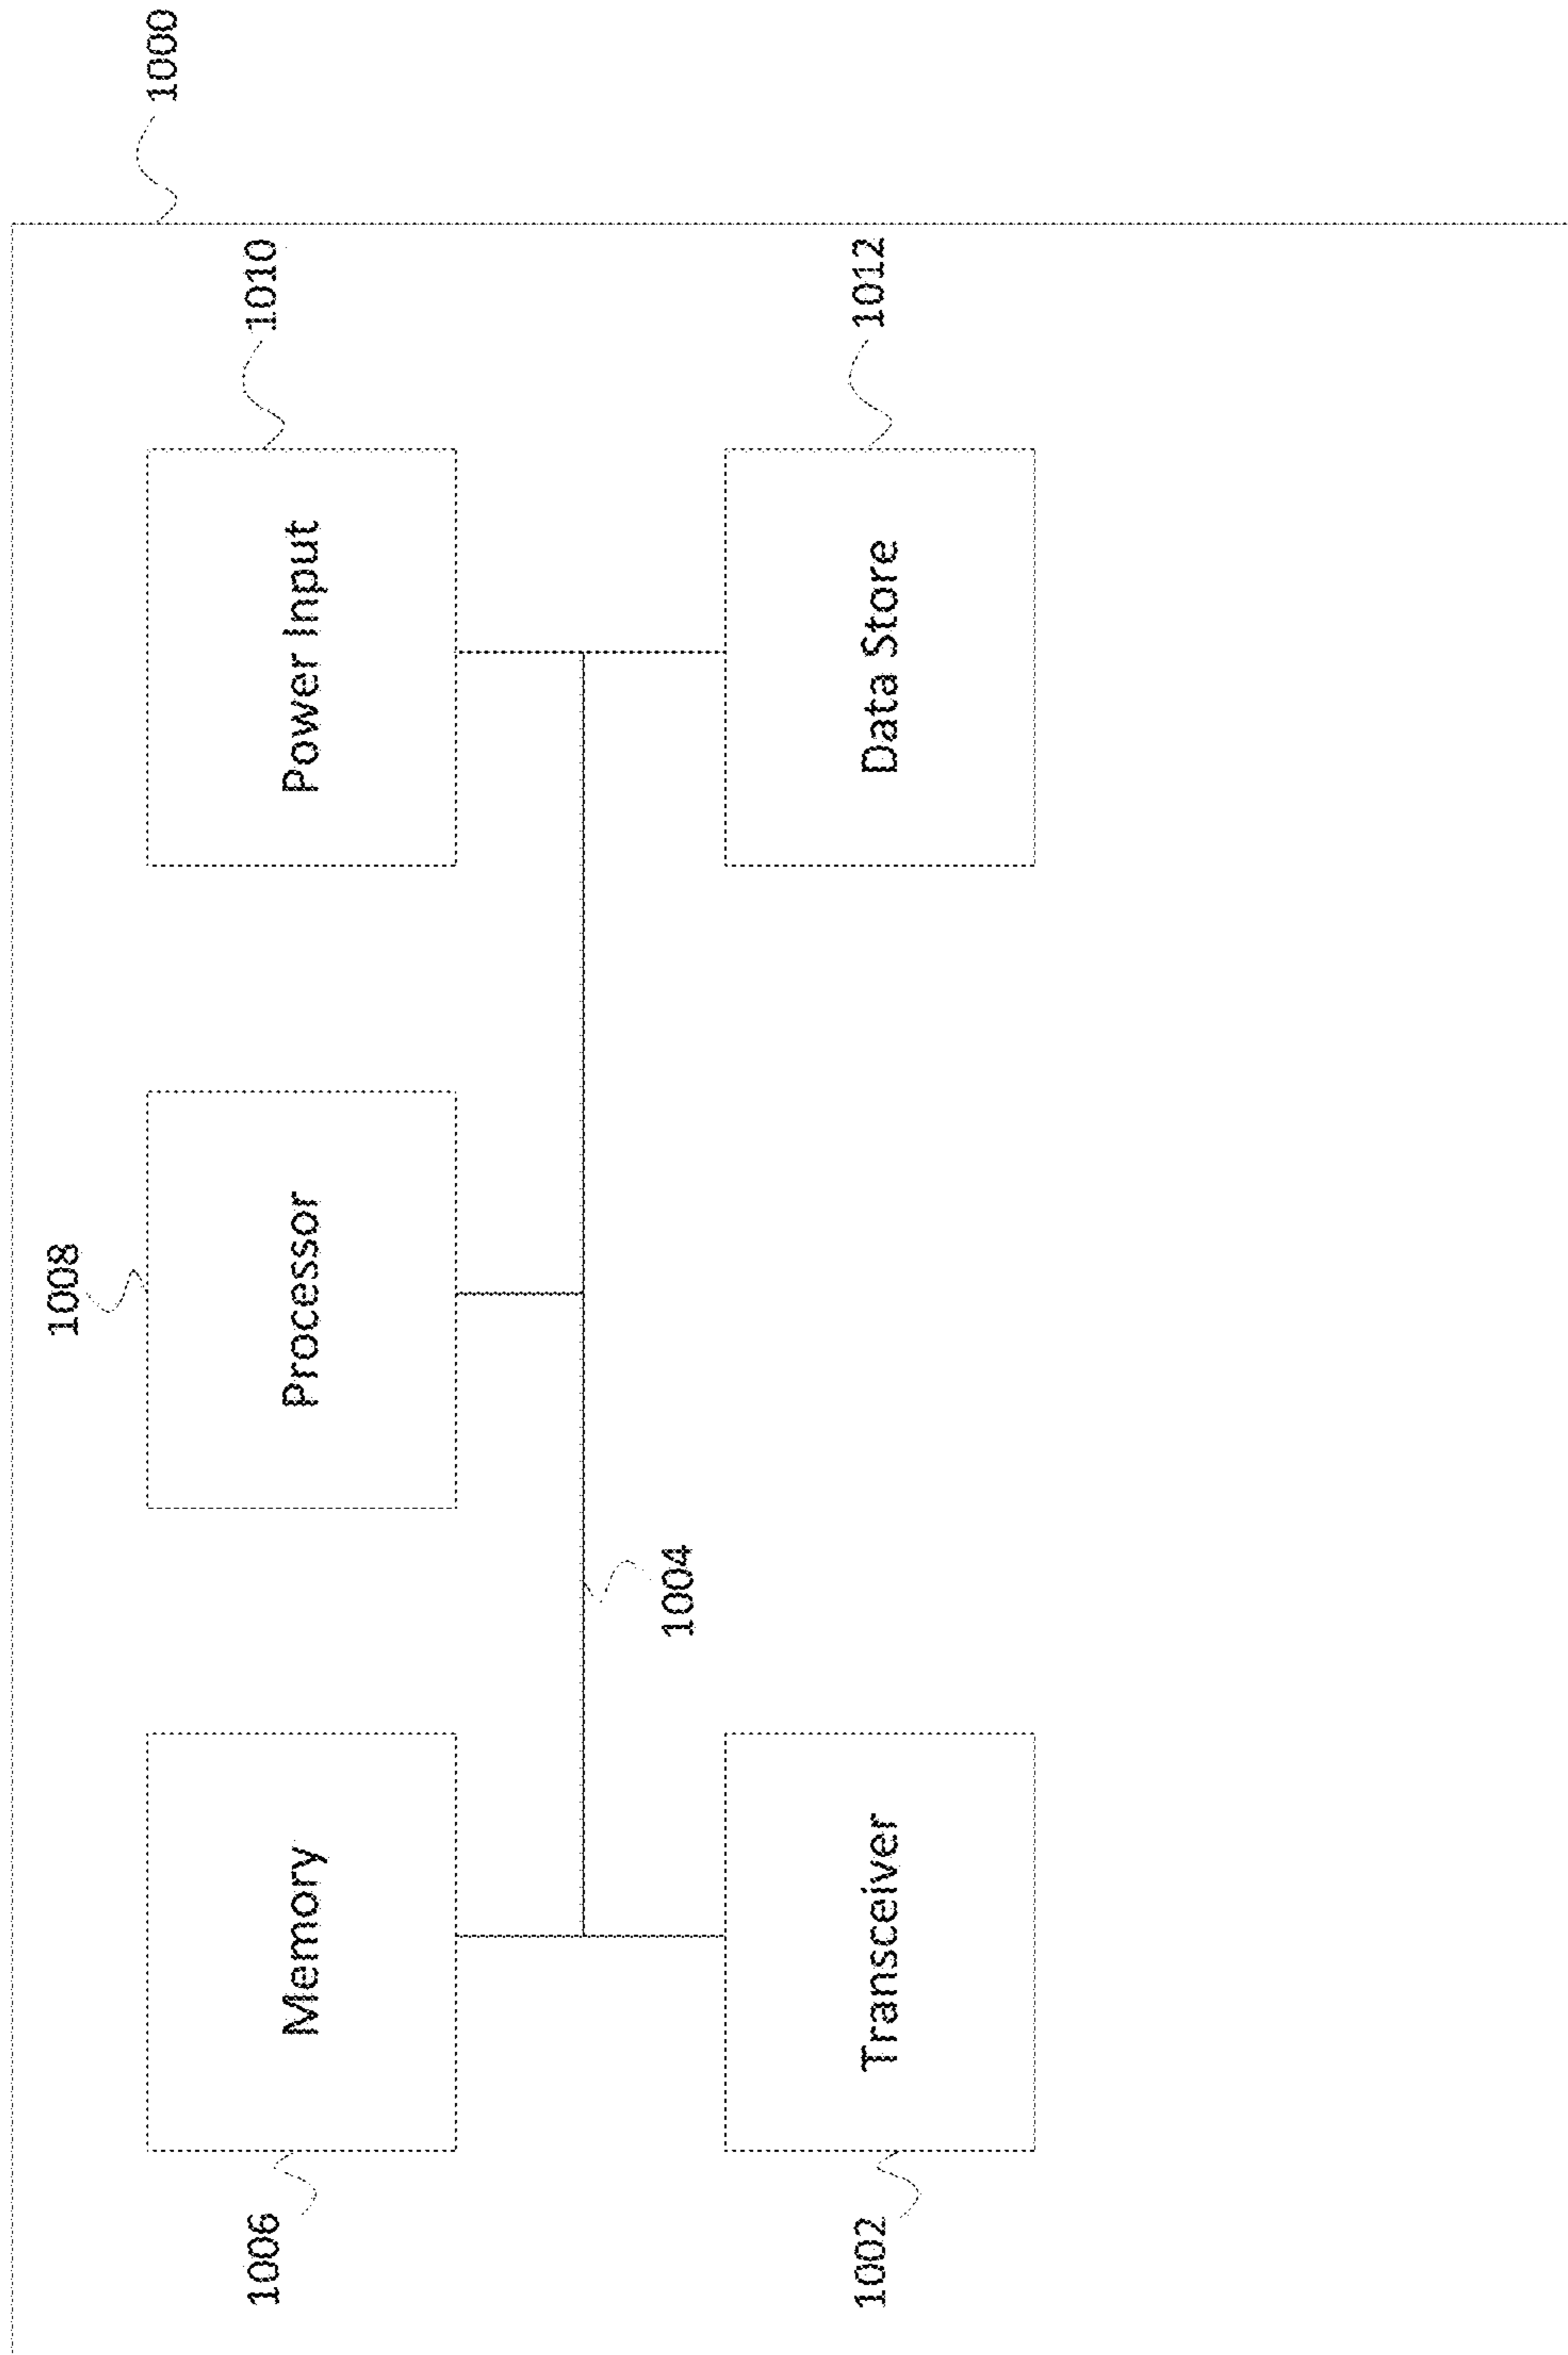 1000
1008
1006
Memory
Processor
Power Input
1010
1004
1002
Transceiver
Data Store
1012